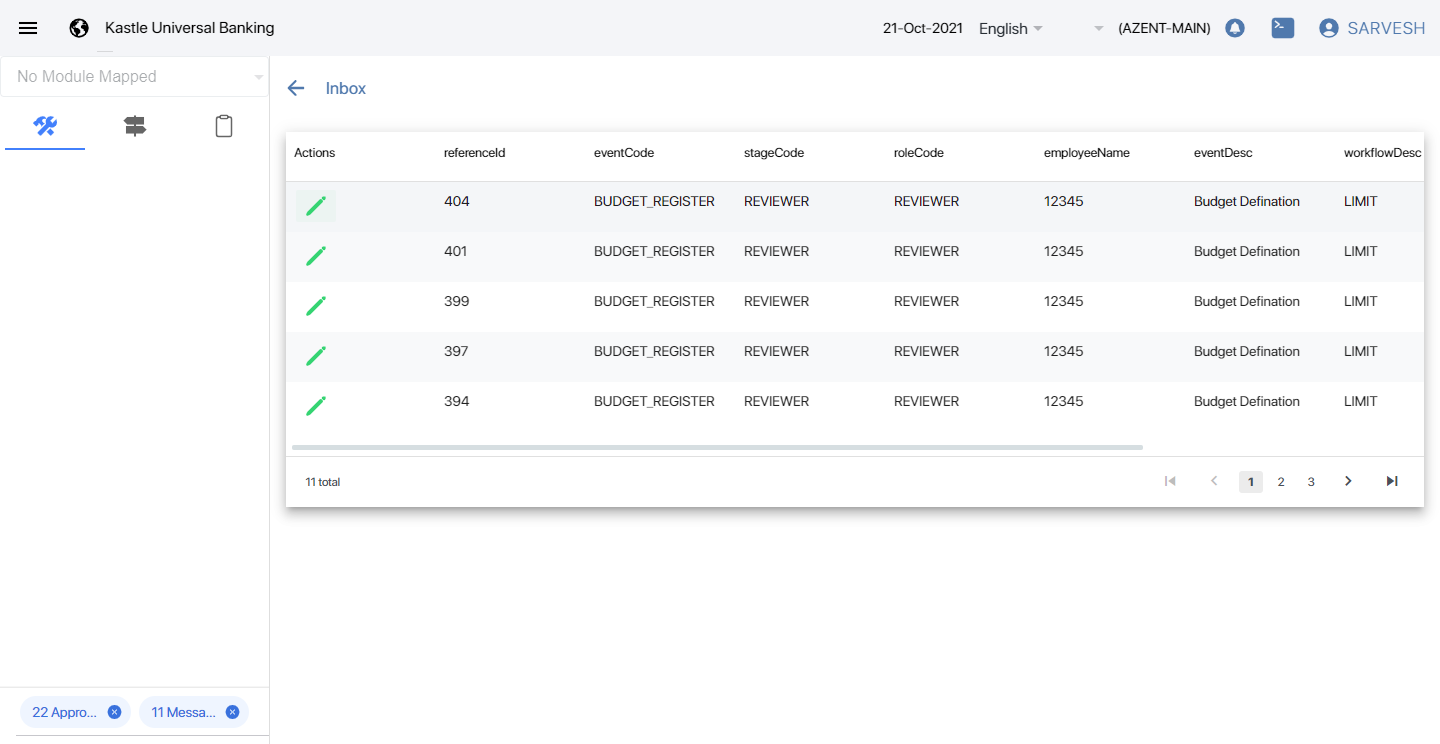 Kastle Universal Banking 21-Oct-2021 English (AZENT-MAIN) SARVESH
No Module Mapped
Inbox
Actions referenceId eventCode stageCode roleCode employeeName eventDesc workflowDesc
404 BUDGET_REGISTER REVIEWER REVIEWER 12345 Budget Defination LIMIT
401 BUDGET_REGISTER REVIEWER REVIEWER 12345 Budget Defination LIMIT
399 BUDGET_REGISTER REVIEWER REVIEWER 12345 Budget Defination LIMIT
397 BUDGET_REGISTER REVIEWER REVIEWER 12345 Budget Defination LIMIT
394 BUDGET_REGISTER REVIEWER REVIEWER 12345 Budget Defination LIMIT
11 total 1 2 3
22 Appro... 11 Messa...